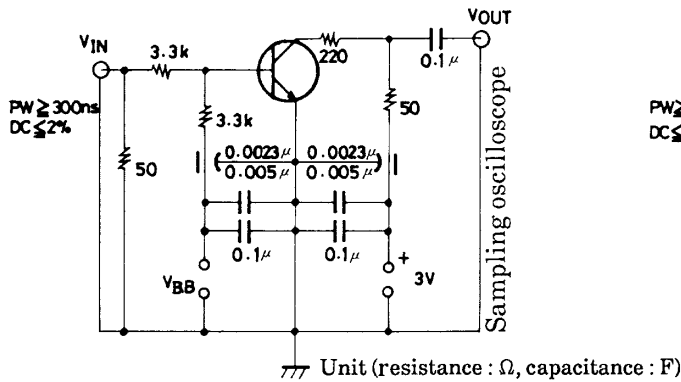 VIN
VOUT
3.3k
220
0.1μ
PW≧300ns
DC≦2%
PW≧
DC≦
3.3k
50
50
0.0023μ 0.0023μ
0.005μ 0.005μ
0.1μ 0.1μ
VBB
+
3V
Sampling oscilloscope
Unit (resistance : Ω, capacitance : F)